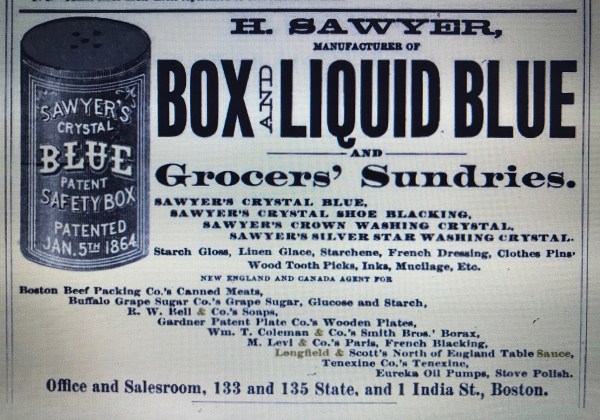 H. SAWYER,
MANUFACTURER OF
BOX AND LIQUID BLUE
AND
Grocers' Sundries.
SAWYER'S
CRYSTAL
BLUE
PATENT
SAFETY BOX
PATENTED
JAN. 5TH 1864
SAWYER'S CRYSTAL BLUE,
SAWYER'S CRYSTAL SHOE BLACKING,
SAWYER'S CROWN WASHING CRYSTAL,
SAWYER'S SILVER STAR WASHING CRYSTAL.
Starch Gloss, Linen Glace, Starchene, French Dressing, Clothes Pins
Wood Tooth Picks, Inks, Mucilage, Etc.
NEW ENGLAND AND CANADA AGENT FOR
Boston Beef Packing Co.'s Canned Meats,
Buffalo Grape Sugar Co.'s Grape Sugar, Glucose and Starch,
R. W. Bell & Co.'s Soaps,
Gardner Patent Plate Co.'s Wooden Plates,
Wm. T. Coleman & Co.'s Smith Bros.' Borax,
M. Levi & Co.'s Paris, French Blacking,
Longfield & Scott's North of England Table Sauce,
Tenexine Co.'s Tenexine,
Eureka Oil Pumps, Stove Polish.
Office and Salesroom, 133 and 135 State, and 1 India St., Boston.